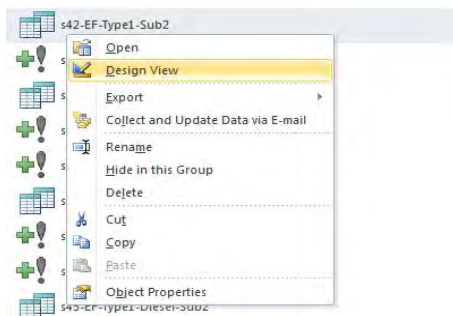 s42-EF-Type1-Sub2
Open
s
Design View
s
Export
Collect and Update Data via E-mail
s
Rename
s
Hide in this Group
Delete
s
Cut
s
Copy
Paste
s
Object Properties
s45-EF-Type1-Diesel-Sub2